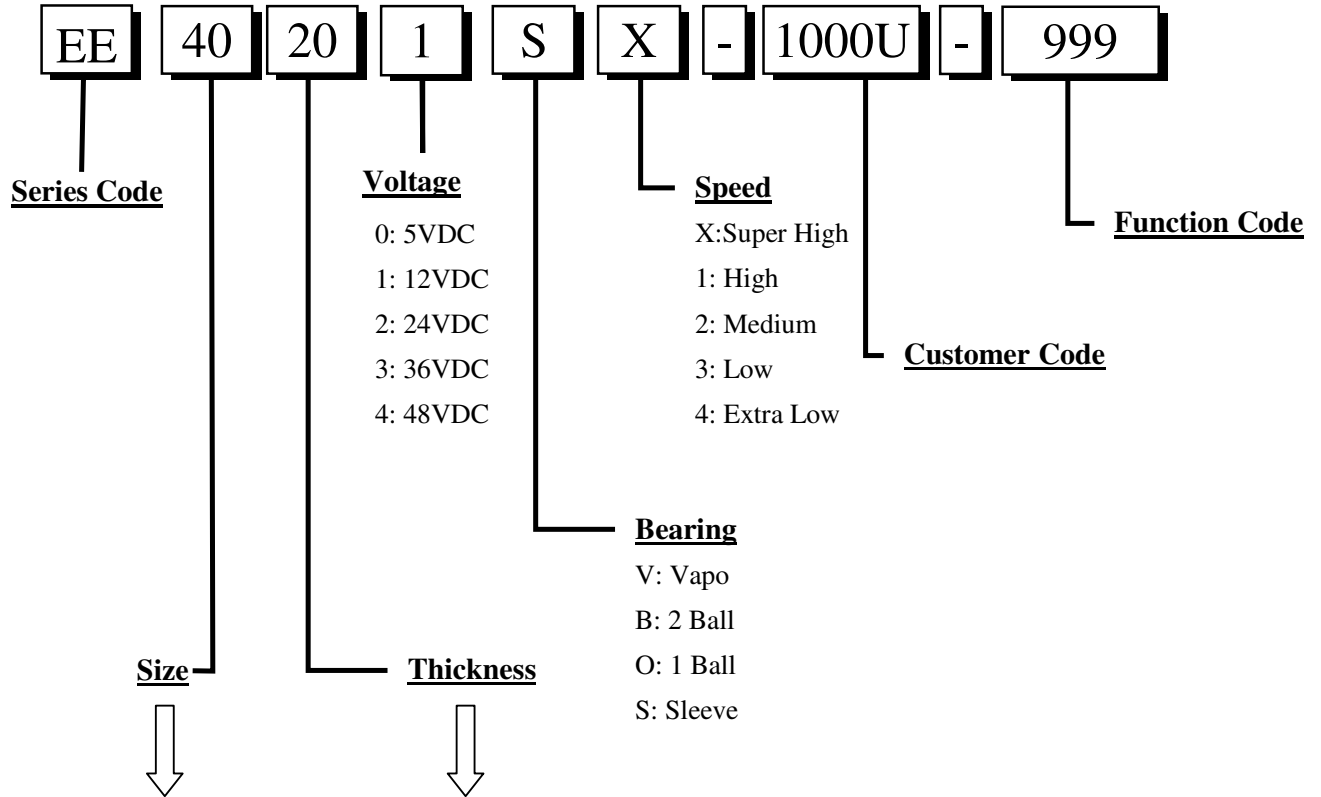 EE 40 20 1 S X - 1000U - 999
Series Code
Voltage
0: 5VDC
1: 12VDC
2: 24VDC
3: 36VDC
4: 48VDC
Speed
X:Super High
1: High
2: Medium
3: Low
4: Extra Low
Function Code
Customer Code
Bearing
V: Vapo
B: 2 Ball
O: 1 Ball
S: Sleeve
Size
Thickness